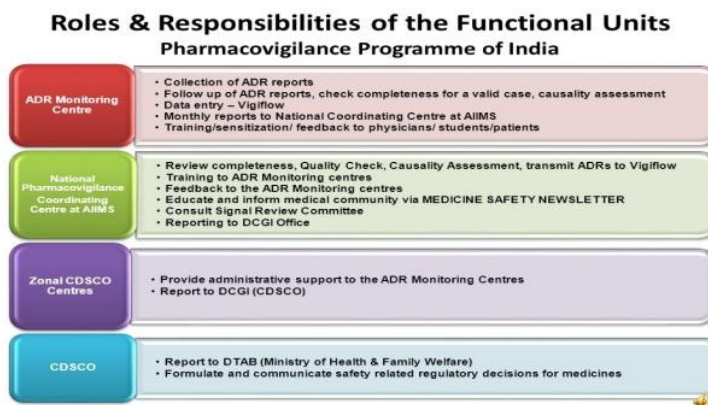 Roles & Responsibilities of the Functional Units
Pharmacovigilance Programme of India
ADR Monitoring
Centre
• Collection of ADR reports
• Follow up of ADR reports, check completeness for a valid case, causality assessment
• Data entry – Vigiflow
• Monthly reports to National Coordinating Centre at AIIMS
• Training/sensitization/ feedback to physicians/ students/patients
National
Pharmacovigilance
Coordinating
Centre at AIIMS
• Review completeness, Quality Check, Causality Assessment, transmit ADRs to Vigiflow
• Training to ADR Monitoring centres
• Feedback to the ADR Monitoring centres
• Educate and inform medical community via MEDICINE SAFETY NEWSLETTER
• Consult Signal Review Committee
• Reporting to DCGI Office
Zonal CDSCO
Centres
• Provide administrative support to the ADR Monitoring Centres
• Report to DCGI (CDSCO)
CDSCO
• Report to DTAB (Ministry of Health & Family Welfare)
• Formulate and communicate safety related regulatory decisions for medicines